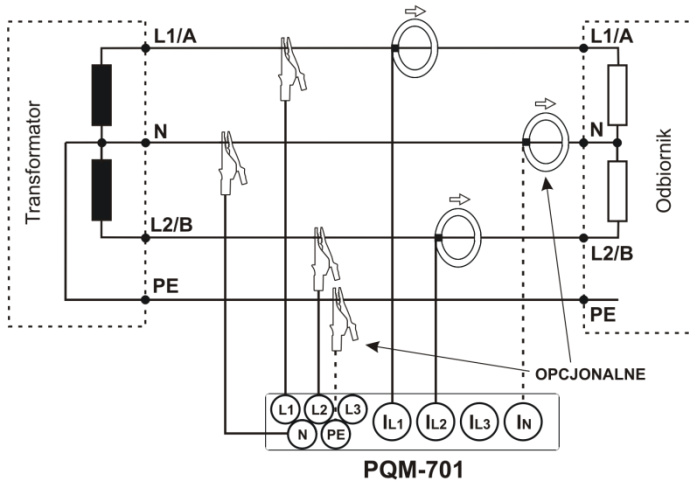 L1/A
L1/A
Transformator
N
N
Odbiornik
L2/B
L2/B
PE
PE
OPCJONALNE
L1
L2
L3
N
PE
IL1
IL2
IL3
IN
PQM-701